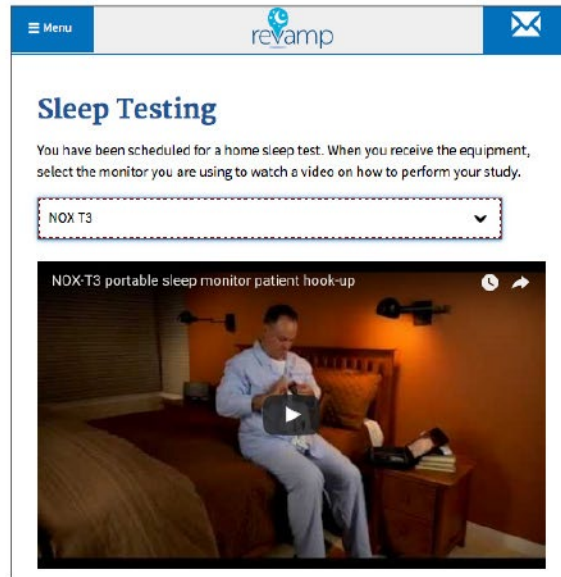 Menu
revamp
Sleep Testing
You have been scheduled for a home sleep test. When you receive the equipment,
select the monitor you are using to watch a video on how to perform your study.
NOX T3
NOX-T3 portable sleep monitor patient hook-up